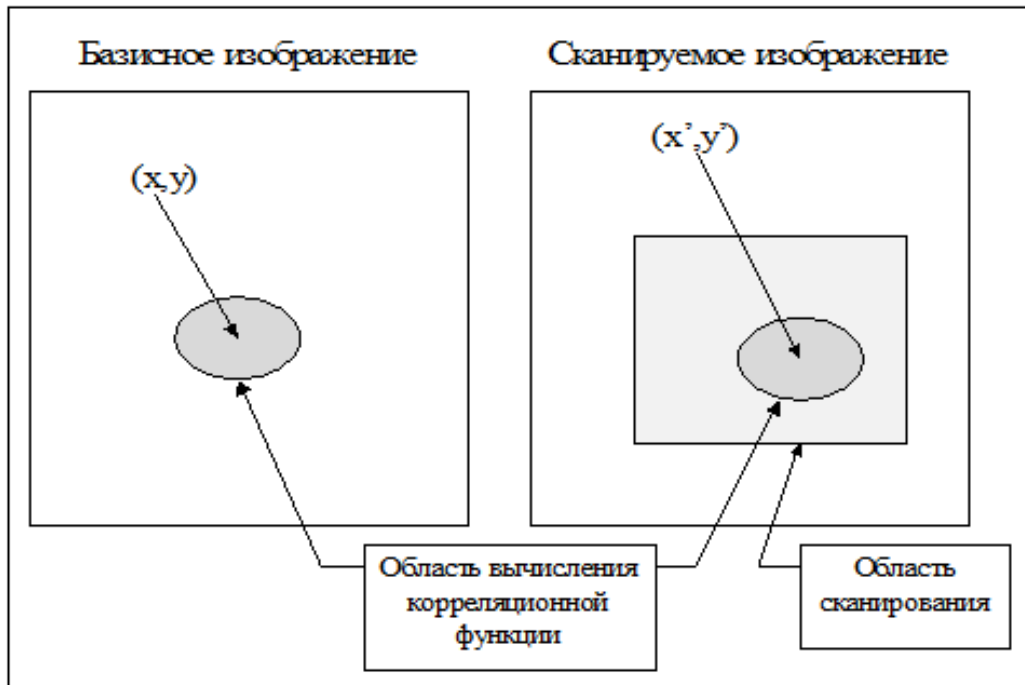 Базисное изображение
Сканируемое изображение
(x,y)
(x’,y’)
Область вычисления
корреляционной
функции
Область
сканирования